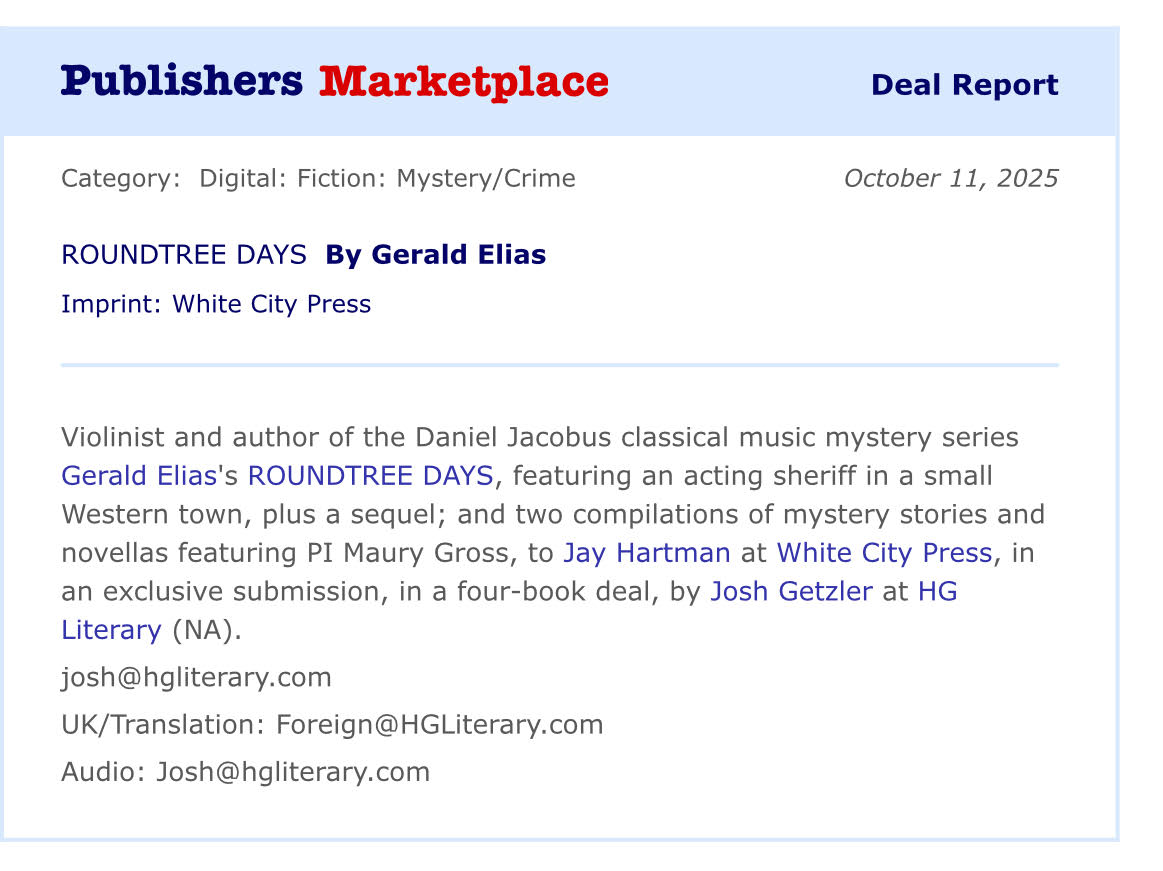 Publishers Marketplace Deal Report
Category: Digital: Fiction: Mystery/Crime October 11, 2025
ROUNDTREE DAYS By Gerald Elias
Imprint: White City Press
Violinist and author of the Daniel Jacobus classical music mystery series
Gerald Elias's ROUNDTREE DAYS, featuring an acting sheriff in a small
Western town, plus a sequel; and two compilations of mystery stories and
novellas featuring PI Maury Gross, to Jay Hartman at White City Press, in
an exclusive submission, in a four-book deal, by Josh Getzler at HG
Literary (NA).
josh@hgliterary.com
UK/Translation: Foreign@HGLiterary.com
Audio: Josh@hgliterary.com